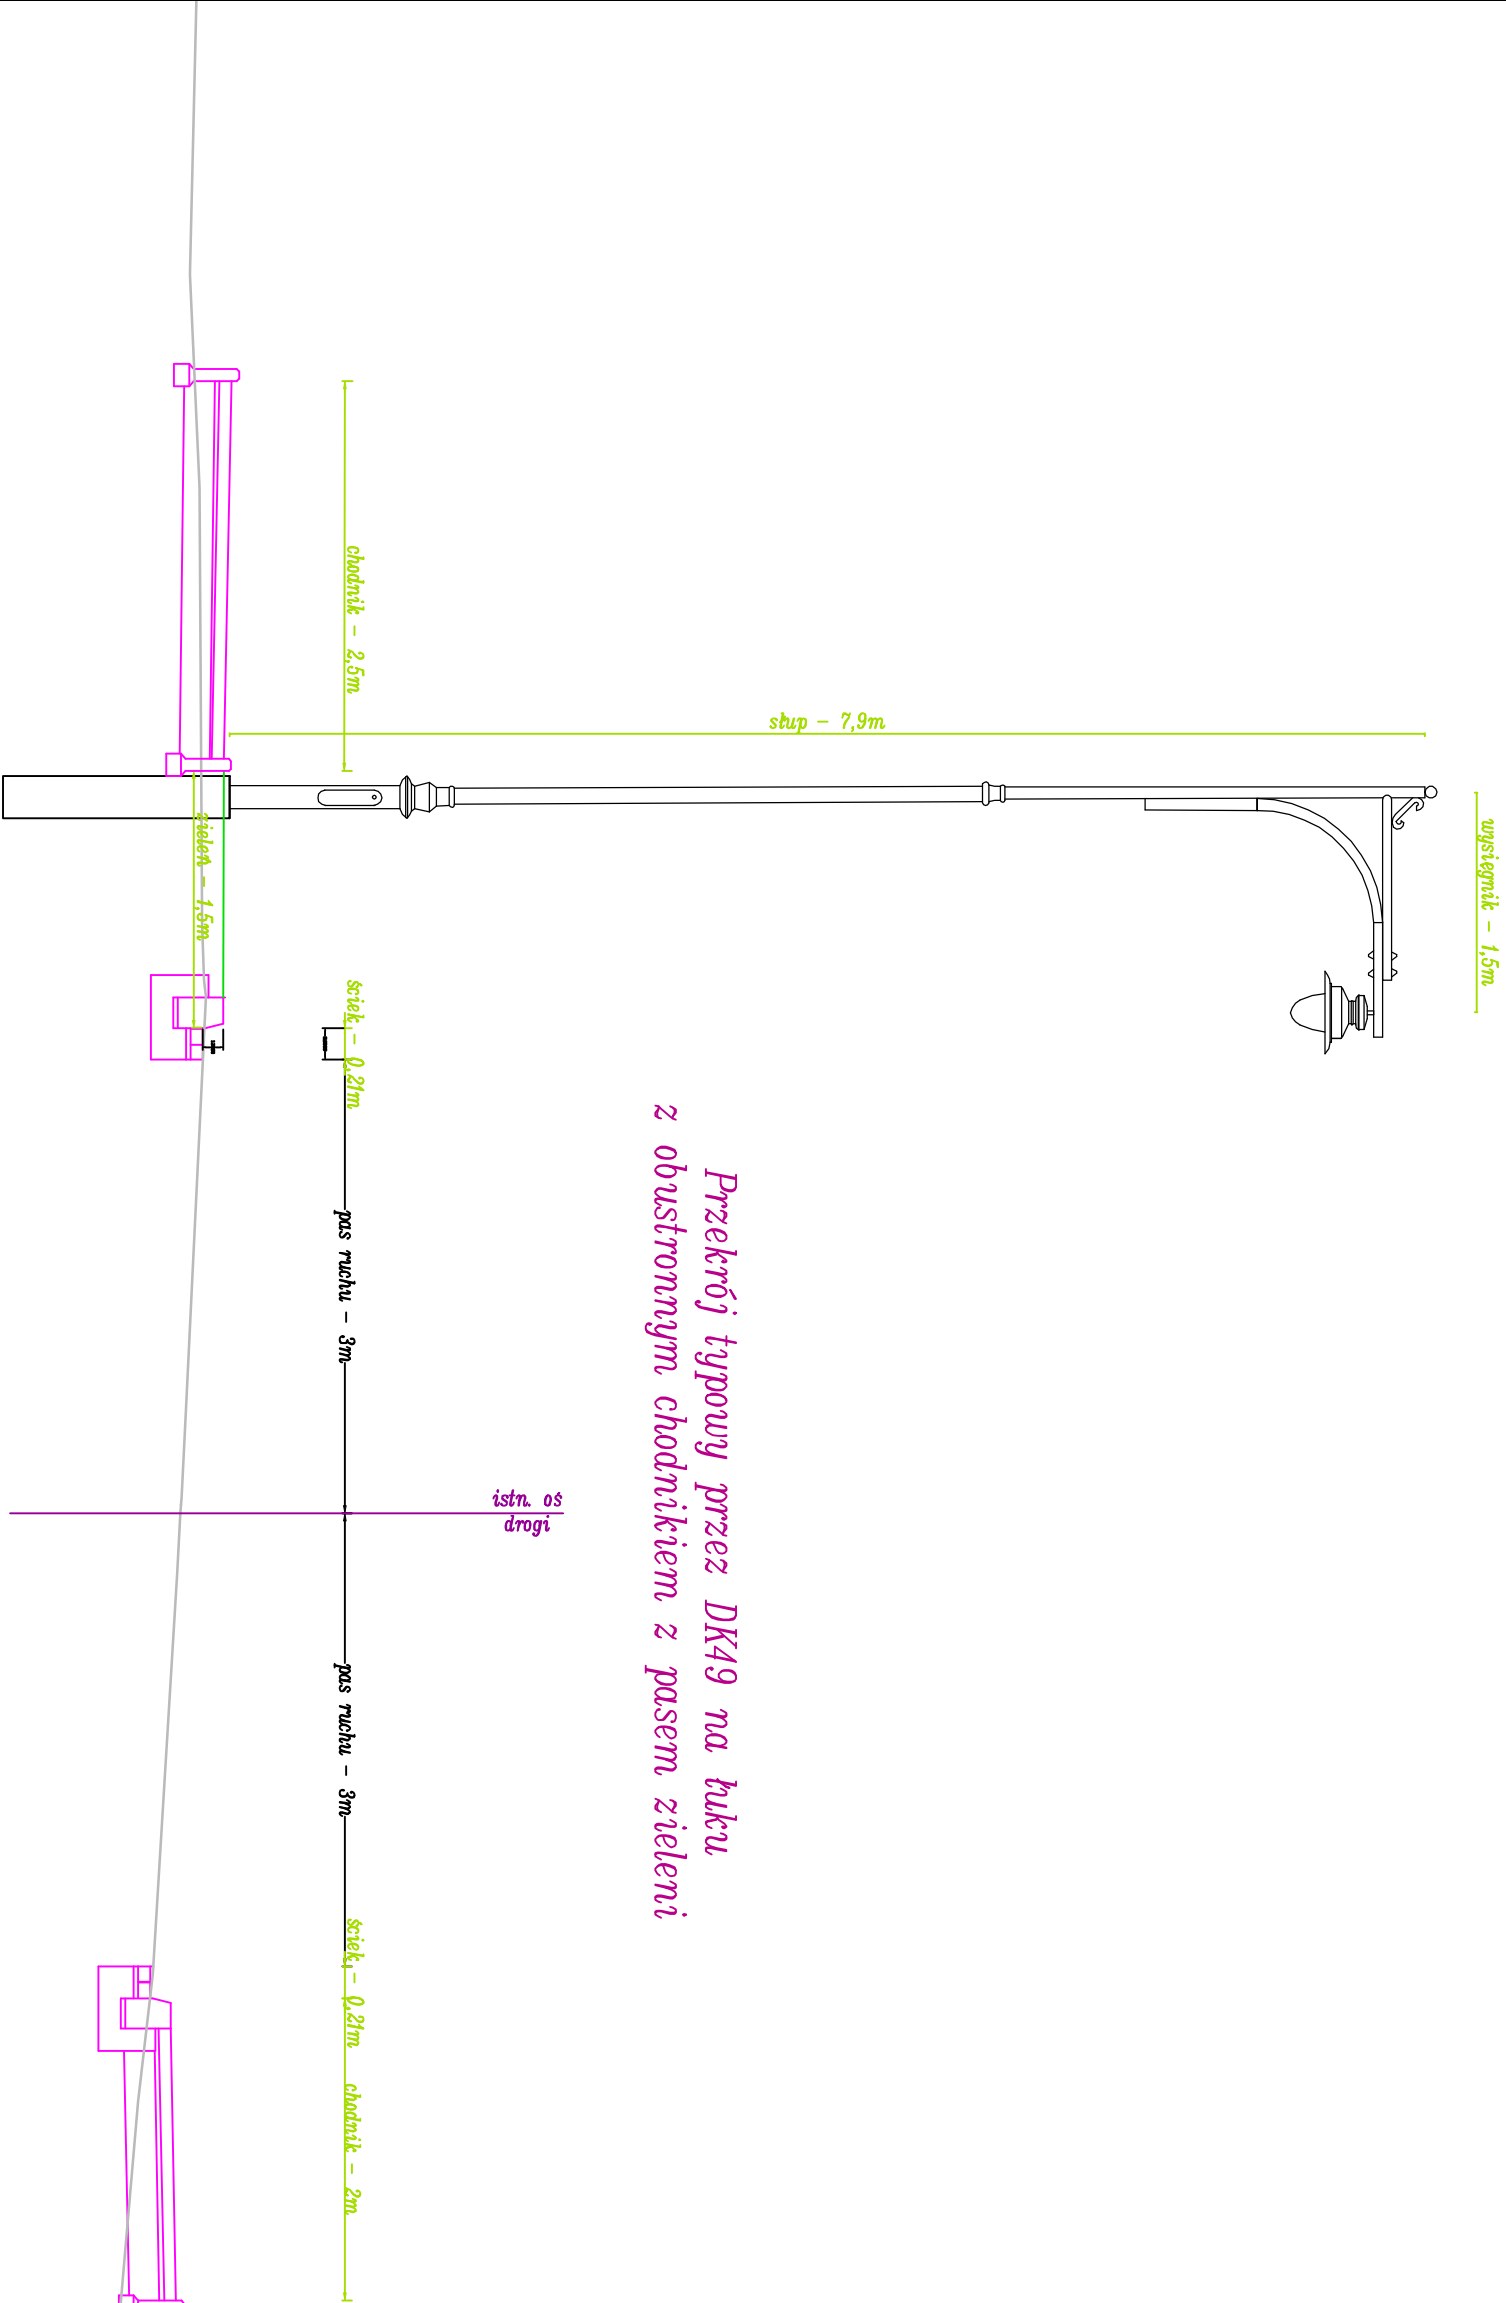 Przekrój typowy przez DK49 na łuku
z obustronnym chodnikiem z pasem zieleni
wysięgnik - 1,5m
słup - 7,9m
istn. oś
drogi
chodnik - 2,5m
ściek - 0,21m
pas ruchu - 3m
pas ruchu - 3m
ściek - 0,21m
chodnik - 2m
zieleń - 1,5m